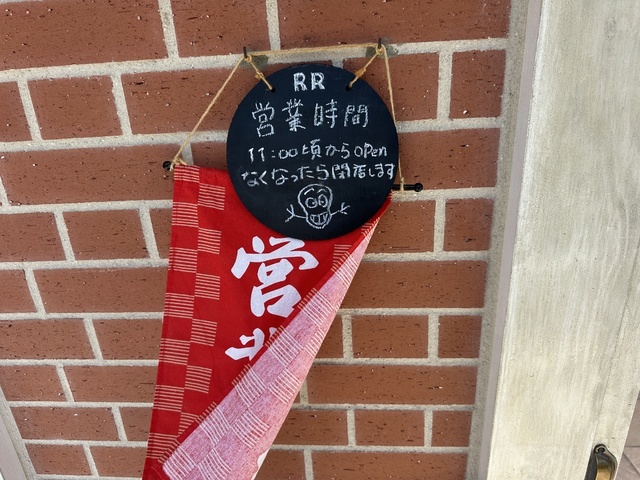 RR
営業時間
11:00頃からopen
なくなったら閉店します
営